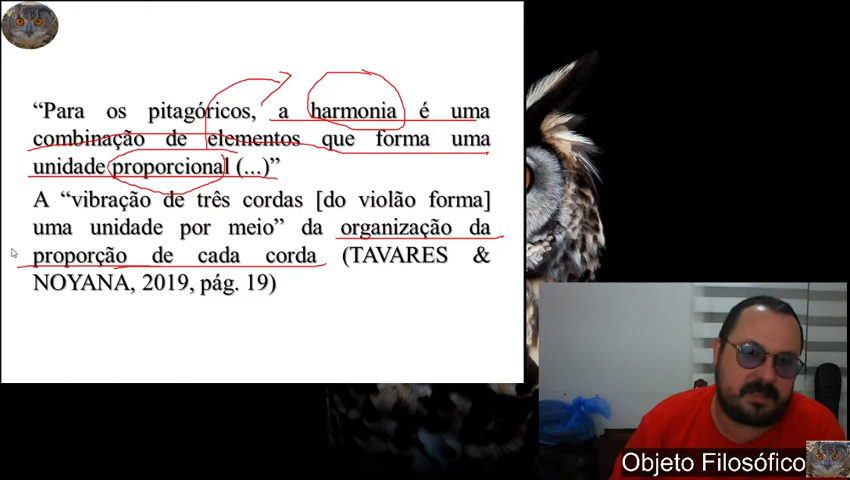 “Para os pitagóricos, a harmonia é uma
combinação de elementos que forma uma
unidade proporcional (...)”
A “vibração de três cordas [do violão forma]
uma unidade por meio” da organização da
proporção de cada corda (TAVARES &
NOYANA, 2019, pág. 19)
Objeto Filosófico